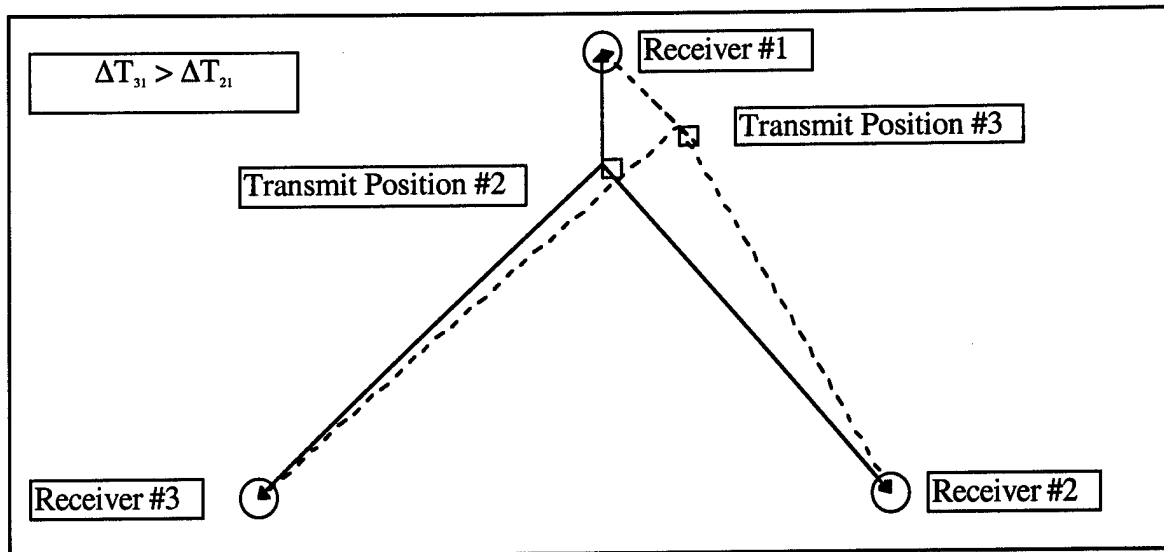 Receiver #1
ΔT₃₁ > ΔT₂₁
Transmit Position #3
Transmit Position #2
Receiver #3
Receiver #2